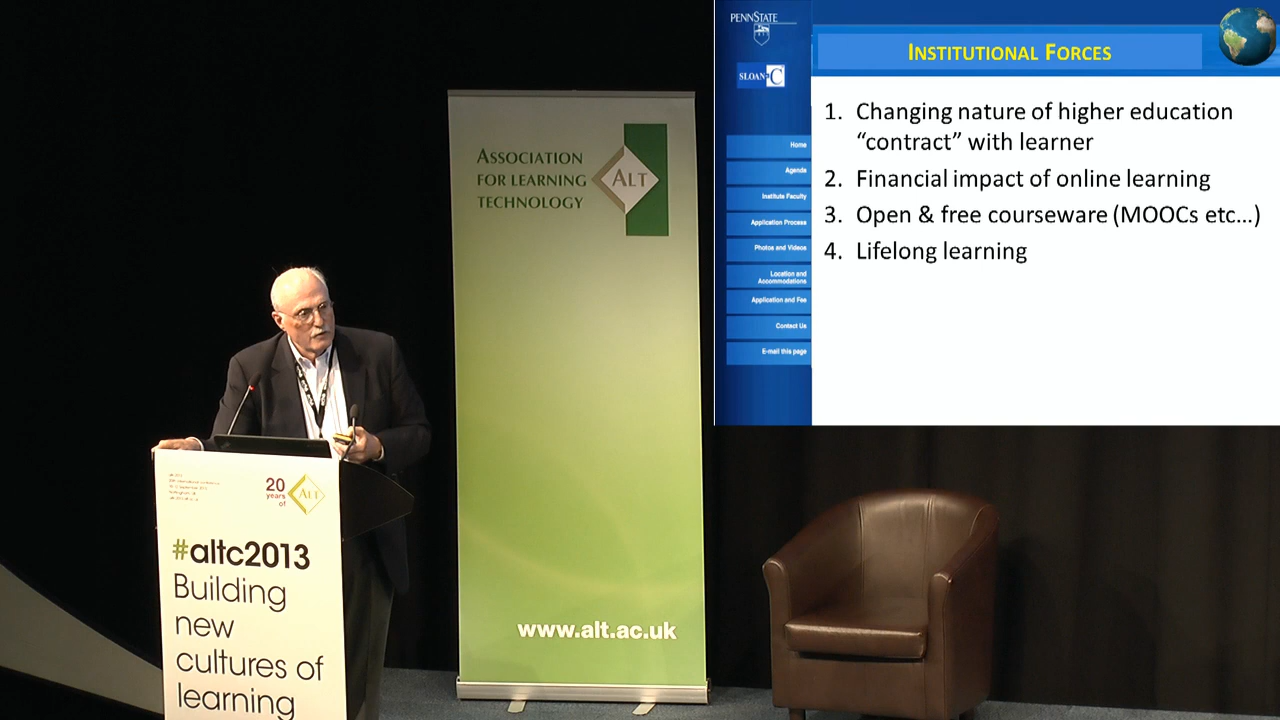 ASSOCIATION
FOR LEARNING
TECHNOLOGY
ALT
www.alt.ac.uk
20
years
of
ALT
#altc2013
Building
new
cultures of
learning
PENNSTATE
SLOAN-C
Home
Agenda
Institute Faculty
Application Process
Photos and Videos
Location and
Accommodations
Application and Fee
Contact Us
E-mail this page
INSTITUTIONAL FORCES
1. Changing nature of higher education
“contract” with learner
2. Financial impact of online learning
3. Open & free courseware (MOOCs etc…)
4. Lifelong learning